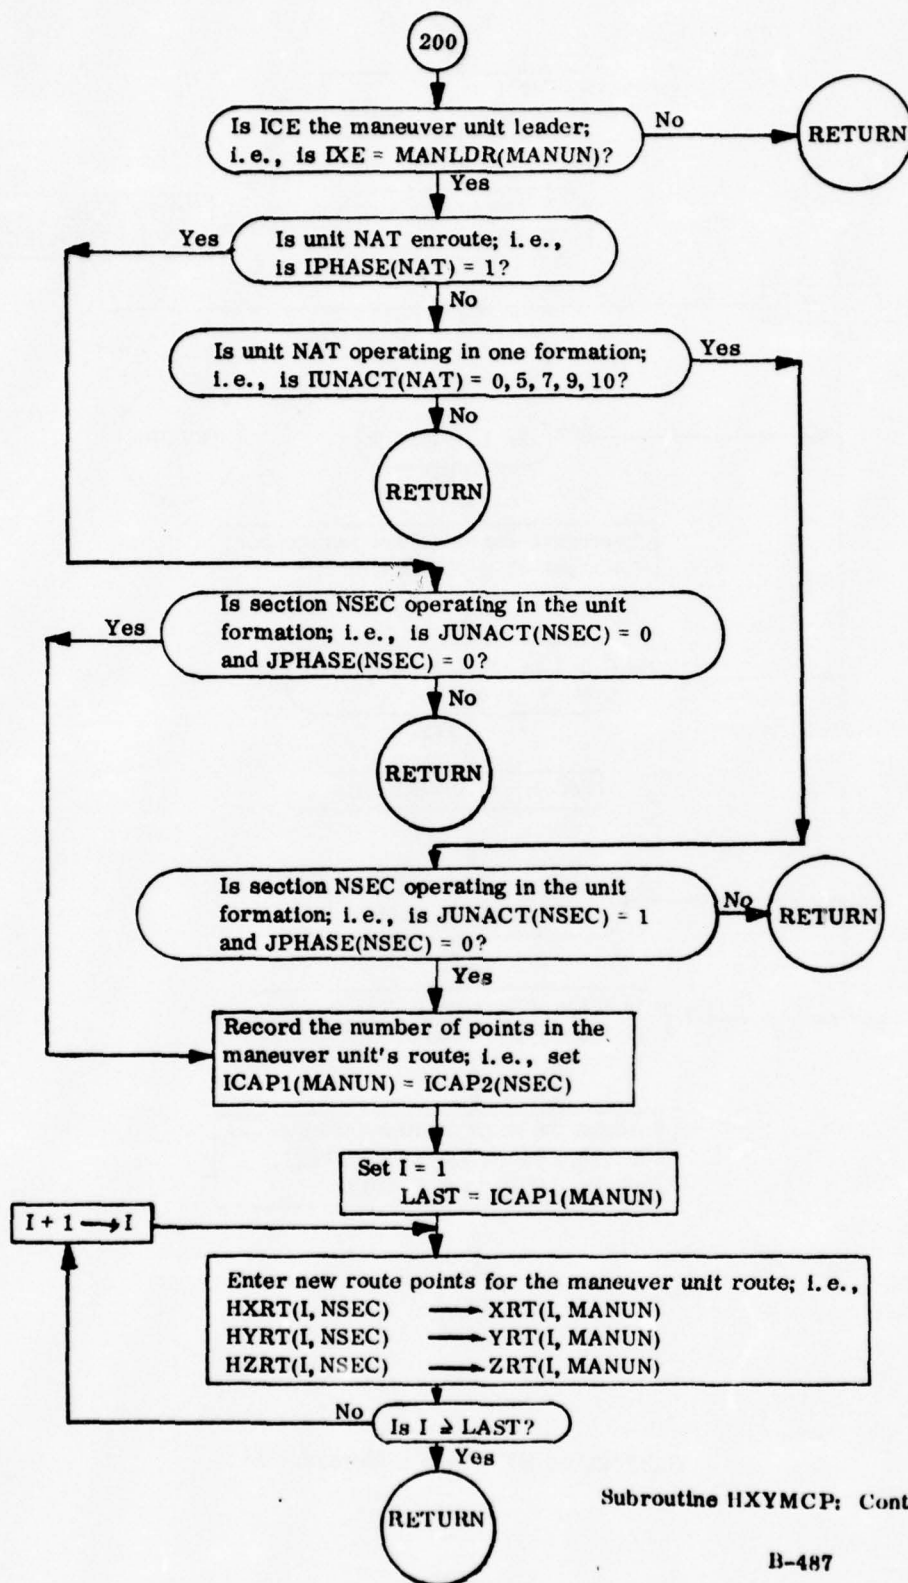 200
Is ICE the maneuver unit leader;
i.e., is IXE = MANLDR(MANUN)?
No
RETURN
Yes
Is unit NAT enroute; i.e.,
is IPHASE(NAT) = 1?
Yes
No
Is unit NAT operating in one formation;
i.e., is IUNACT(NAT) = 0, 5, 7, 9, 10?
Yes
No
RETURN
Is section NSEC operating in the unit
formation; i.e., is JUNACT(NSEC) = 0
and JPHASE(NSEC) = 0?
Yes
No
RETURN
Is section NSEC operating in the unit
formation; i.e., is JUNACT(NSEC) = 1
and JPHASE(NSEC) = 0?
No
RETURN
Yes
Record the number of points in the
maneuver unit's route; i.e., set
ICAP1(MANUN) = ICAP2(NSEC)
Set I = 1
LAST = ICAP1(MANUN)
I + 1 → I
Enter new route points for the maneuver unit route; i.e.,
HXRT(I, NSEC) → XRT(I, MANUN)
HYRT(I, NSEC) → YRT(I, MANUN)
HZRT(I, NSEC) → ZRT(I, MANUN)
No
Is I ≥ LAST?
Yes
RETURN
Subroutine HXYMCP: Cont
B-487